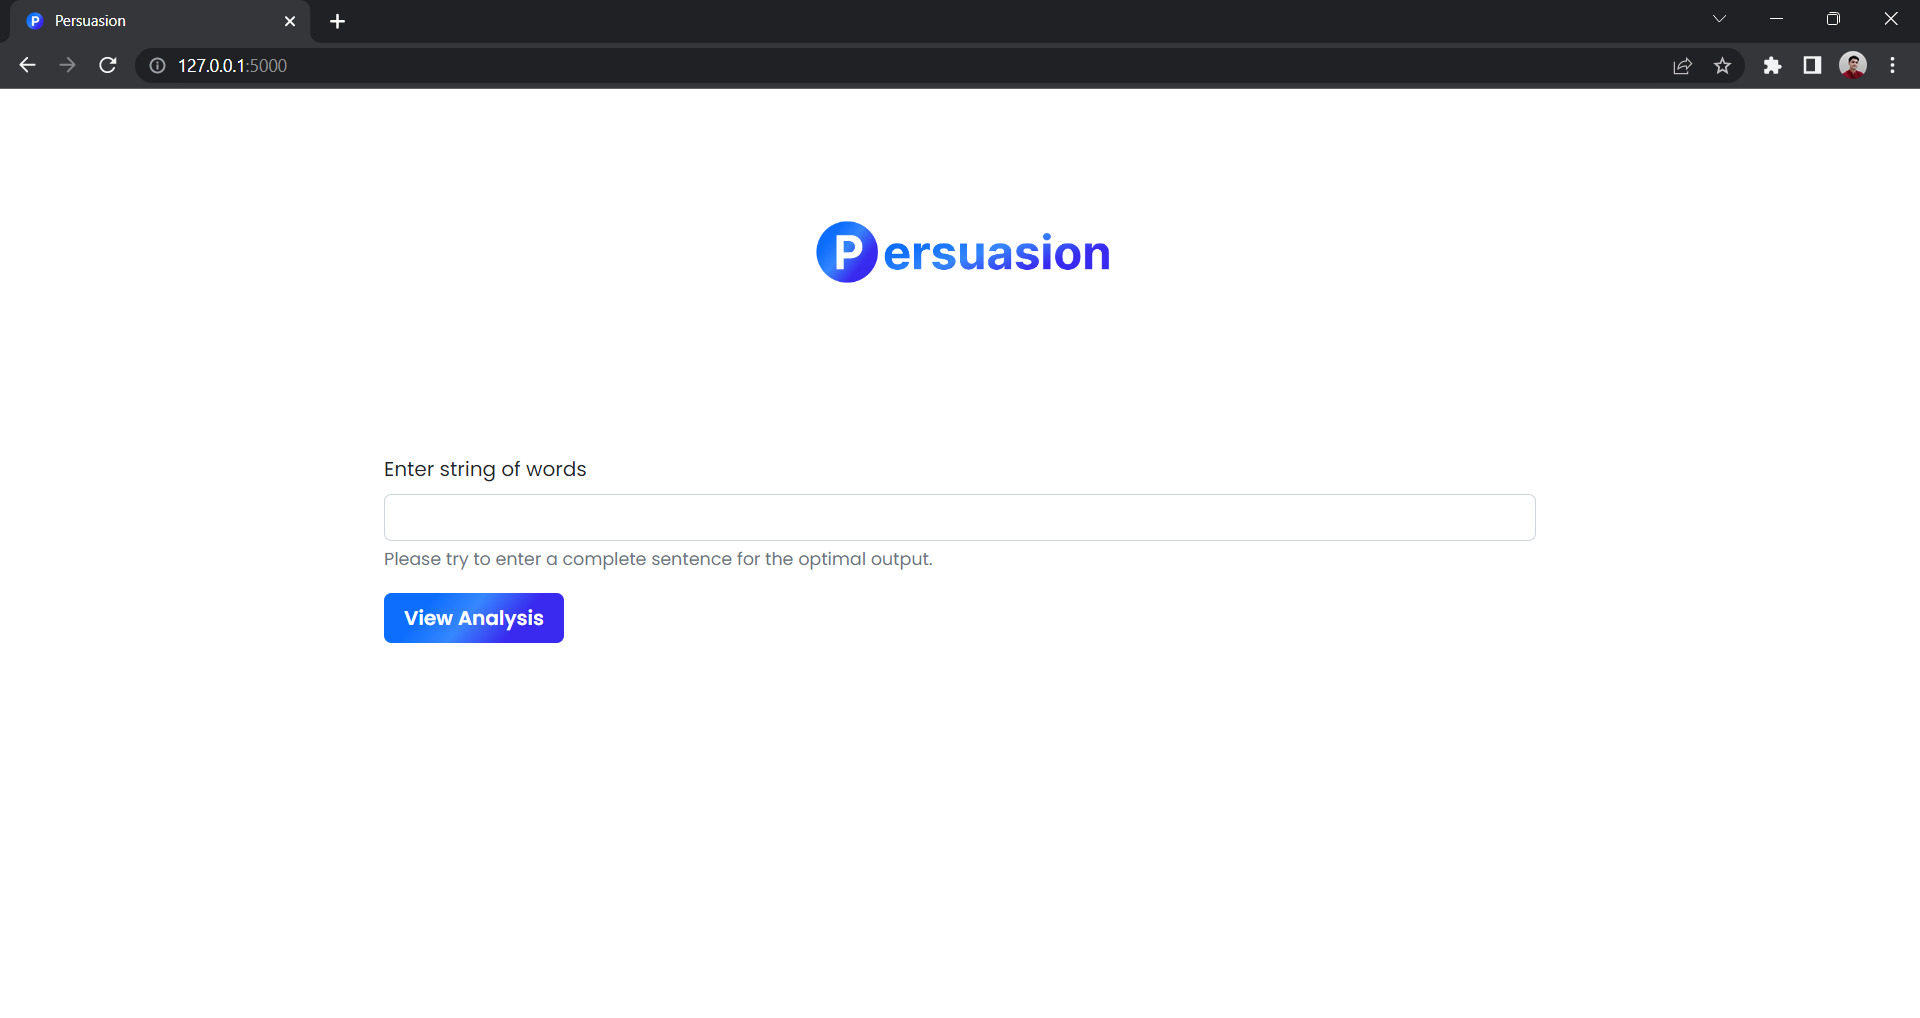 P Persuasion
127.0.0.1:5000
Persuasion
Enter string of words
Please try to enter a complete sentence for the optimal output.
View Analysis